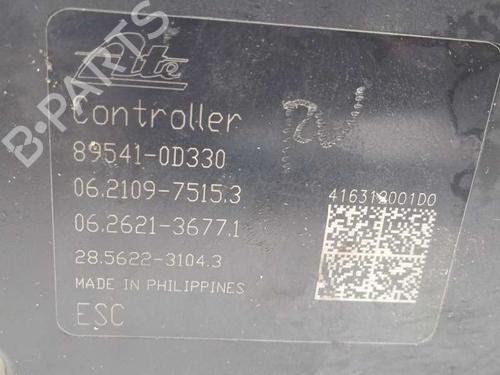 Ate
Controller
89541-0D330
06.2109-7515.3
06.2621-3677.1
28.5622-3104.3
MADE IN PHILIPPINES
ESC
416312001D0
B-PARTS